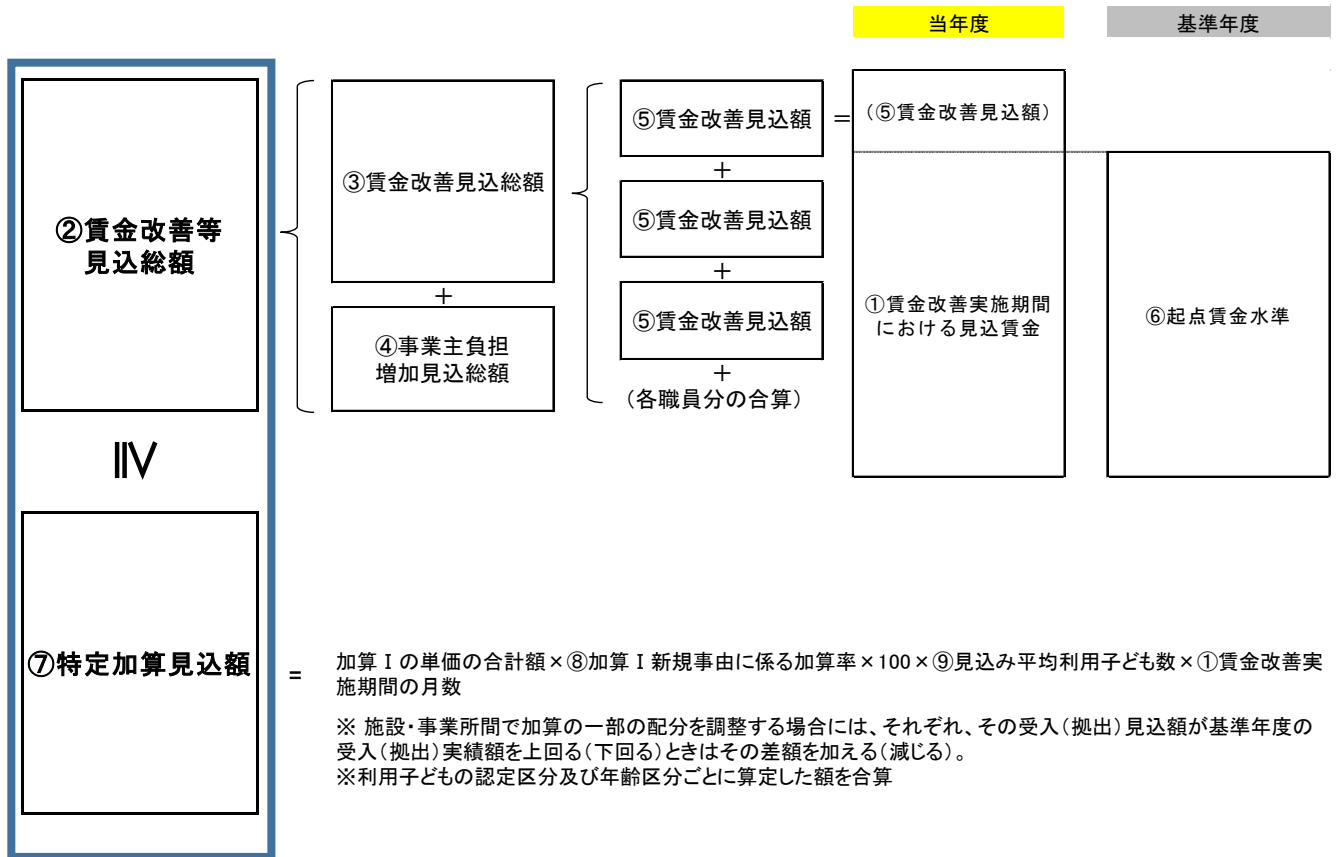 当年度
基準年度
②賃金改善等
見込総額
③賃金改善見込総額
＋
④事業主負担
増加見込総額
⑤賃金改善見込額
＋
⑤賃金改善見込額
＋
⑤賃金改善見込額
＋
（各職員分の合算）
＝
（⑤賃金改善見込額）
①賃金改善実施期間
における見込賃金
⑥起点賃金水準
≧
⑦特定加算見込額
=
加算Ⅰの単価の合計額×⑧加算Ⅰ新規事由に係る加算率×100×⑨見込み平均利用子ども数×①賃金改善実
施期間の月数
※ 施設・事業所間で加算の一部の配分を調整する場合には、それぞれ、その受入（拠出）見込額が基準年度の
受入（拠出）実績額を上回る（下回る）ときはその差額を加える（減じる）。
※利用子どもの認定区分及び年齢区分ごとに算定した額を合算